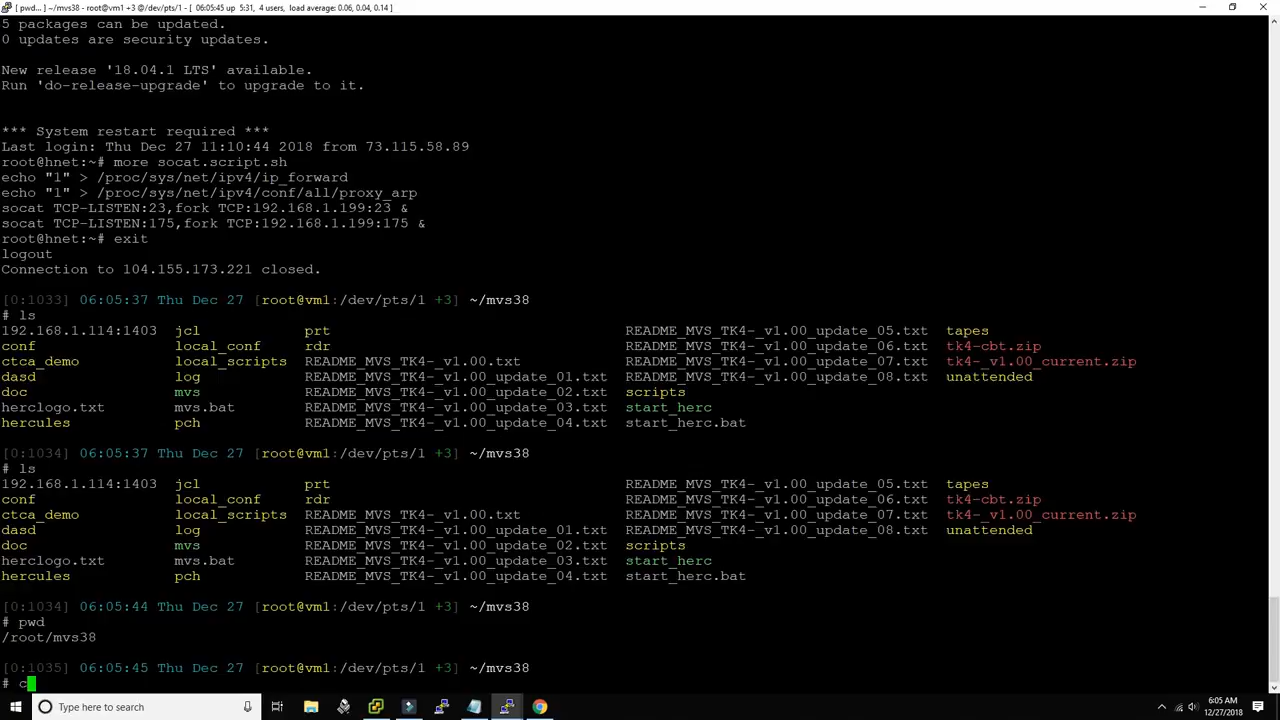 [ pwd... ~/mvs38 - root@vm1 +3 @/dev/pts/1 - [ 06:05:45 up 5:31, 4 users, load average: 0.06, 0.04, 0.14 ]
5 packages can be updated.
0 updates are security updates.
New release '18.04.1 LTS' available.
Run 'do-release-upgrade' to upgrade to it.
*** System restart required ***
Last login: Thu Dec 27 11:10:44 2018 from 73.115.58.89
root@hnet:~# more socat.script.sh
echo "1" > /proc/sys/net/ipv4/ip_forward
echo "1" > /proc/sys/net/ipv4/conf/all/proxy_arp
socat TCP-LISTEN:23,fork TCP:192.168.1.199:23 &
socat TCP-LISTEN:175,fork TCP:192.168.1.199:175 &
root@hnet:~# exit
logout
Connection to 104.155.173.221 closed.
[0:1033] 06:05:37 Thu Dec 27 [root@vm1:/dev/pts/1 +3] ~/mvs38
# ls
192.168.1.114:1403 jcl prt README_MVS_TK4-_v1.00_update_05.txt tapes
conf local_conf rdr README_MVS_TK4-_v1.00_update_06.txt tk4-cbt.zip
ctca_demo local_scripts README_MVS_TK4-_v1.00.txt README_MVS_TK4-_v1.00_update_07.txt tk4-_v1.00_current.zip
dasd log README_MVS_TK4-_v1.00_update_01.txt README_MVS_TK4-_v1.00_update_08.txt unattended
doc mvs README_MVS_TK4-_v1.00_update_02.txt scripts
herclogo.txt mvs.bat README_MVS_TK4-_v1.00_update_03.txt start_herc
hercules pch README_MVS_TK4-_v1.00_update_04.txt start_herc.bat
[0:1034] 06:05:37 Thu Dec 27 [root@vm1:/dev/pts/1 +3] ~/mvs38
# ls
192.168.1.114:1403 jcl prt README_MVS_TK4-_v1.00_update_05.txt tapes
conf local_conf rdr README_MVS_TK4-_v1.00_update_06.txt tk4-cbt.zip
ctca_demo local_scripts README_MVS_TK4-_v1.00.txt README_MVS_TK4-_v1.00_update_07.txt tk4-_v1.00_current.zip
dasd log README_MVS_TK4-_v1.00_update_01.txt README_MVS_TK4-_v1.00_update_08.txt unattended
doc mvs README_MVS_TK4-_v1.00_update_02.txt scripts
herclogo.txt mvs.bat README_MVS_TK4-_v1.00_update_03.txt start_herc
hercules pch README_MVS_TK4-_v1.00_update_04.txt start_herc.bat
[0:1034] 06:05:44 Thu Dec 27 [root@vm1:/dev/pts/1 +3] ~/mvs38
# pwd
/root/mvs38
[0:1035] 06:05:45 Thu Dec 27 [root@vm1:/dev/pts/1 +3] ~/mvs38
# c
Type here to search
6:05 AM
12/27/2018